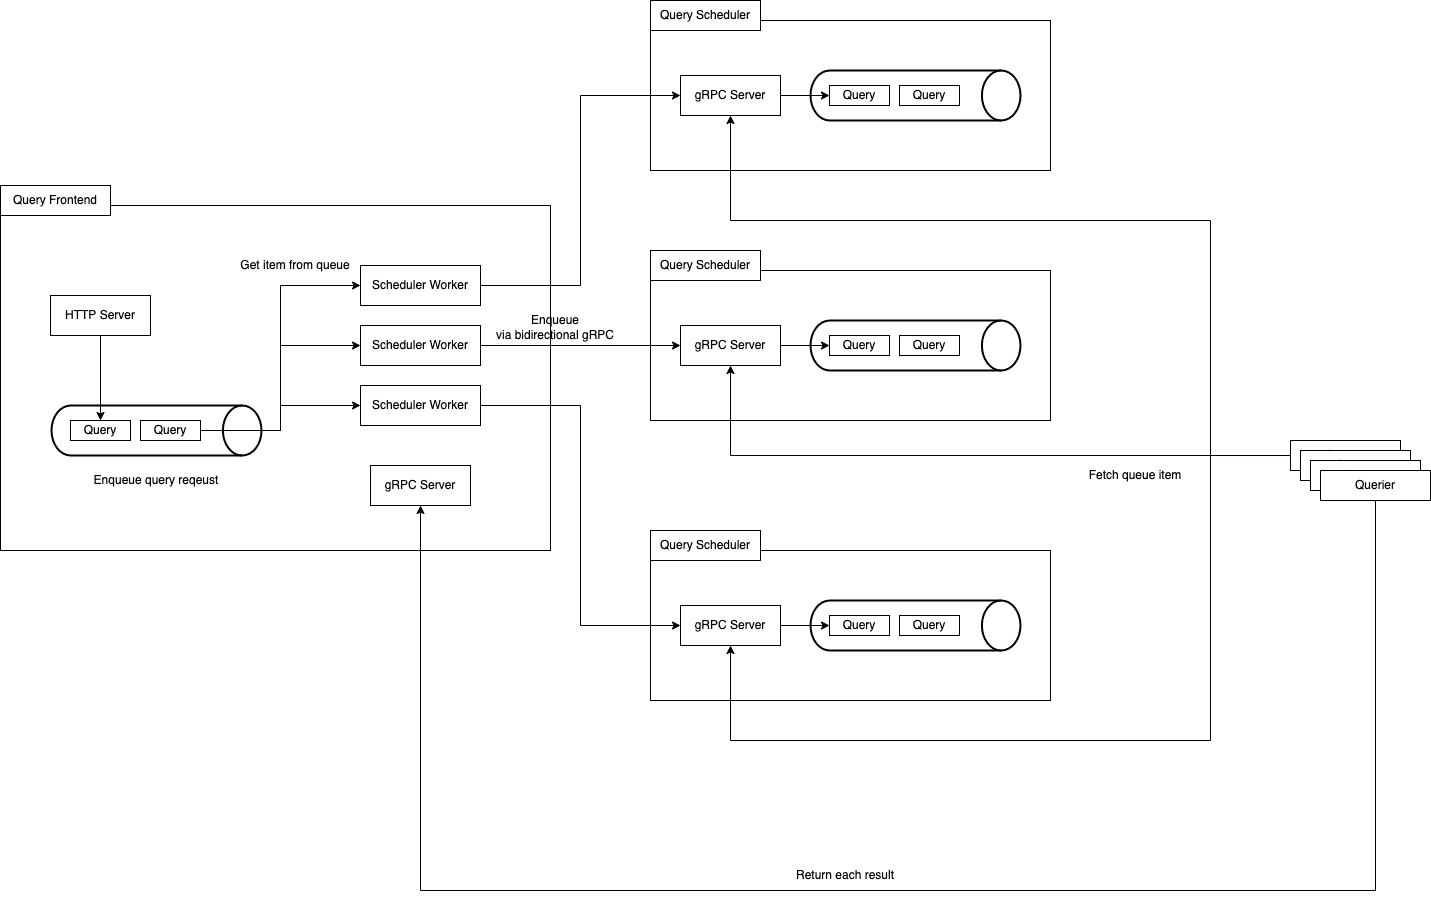 Query Scheduler
gRPC Server
Query
Query
Query Frontend
Get item from queue
Scheduler Worker
HTTP Server
Scheduler Worker
Scheduler Worker
Query
Query
Enqueue query reqeust
gRPC Server
Enqueue
via bidirectional gRPC
Query Scheduler
gRPC Server
Query
Query
Fetch queue item
Querier
Query Scheduler
gRPC Server
Query
Query
Return each result